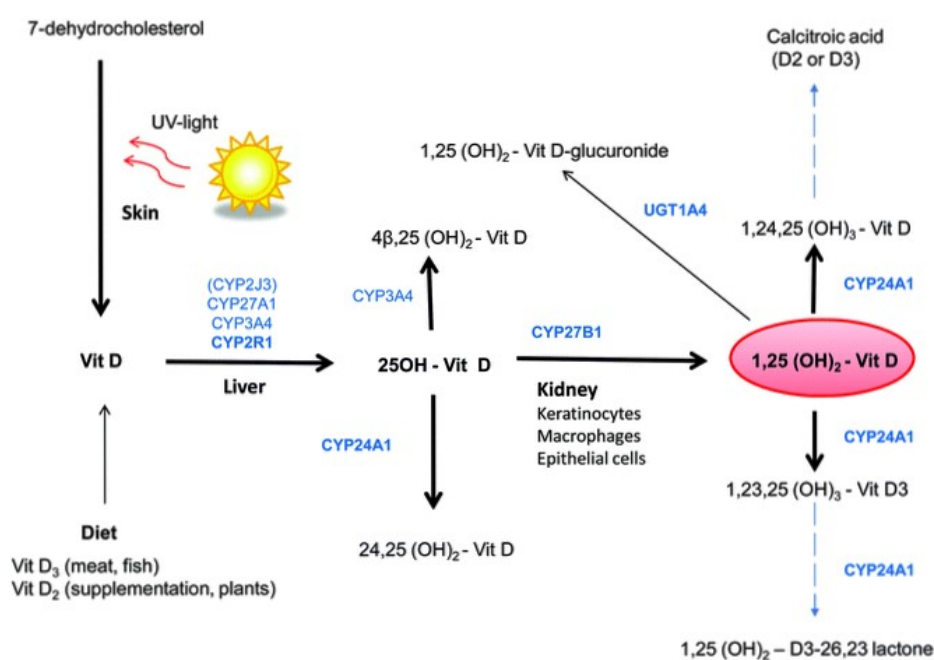 7-dehydrocholesterol
UV-light
Skin
Calcitroic acid
(D2 or D3)
1,25 (OH)₂ - Vit D-glucuronide
UGT1A4
4β,25 (OH)₂ - Vit D
1,24,25 (OH)₃ - Vit D
(CYP2J3)
CYP27A1
CYP3A4
CYP2R1
CYP3A4
CYP24A1
CYP27B1
Vit D
Liver
25OH - Vit D
1,25 (OH)₂ - Vit D
Kidney
Keratinocytes
Macrophages
Epithelial cells
CYP24A1
CYP24A1
1,23,25 (OH)₃ - Vit D3
Diet
Vit D₃ (meat, fish)
Vit D₂ (supplementation, plants)
24,25 (OH)₂ - Vit D
CYP24A1
1,25 (OH)₂ – D3-26,23 lactone